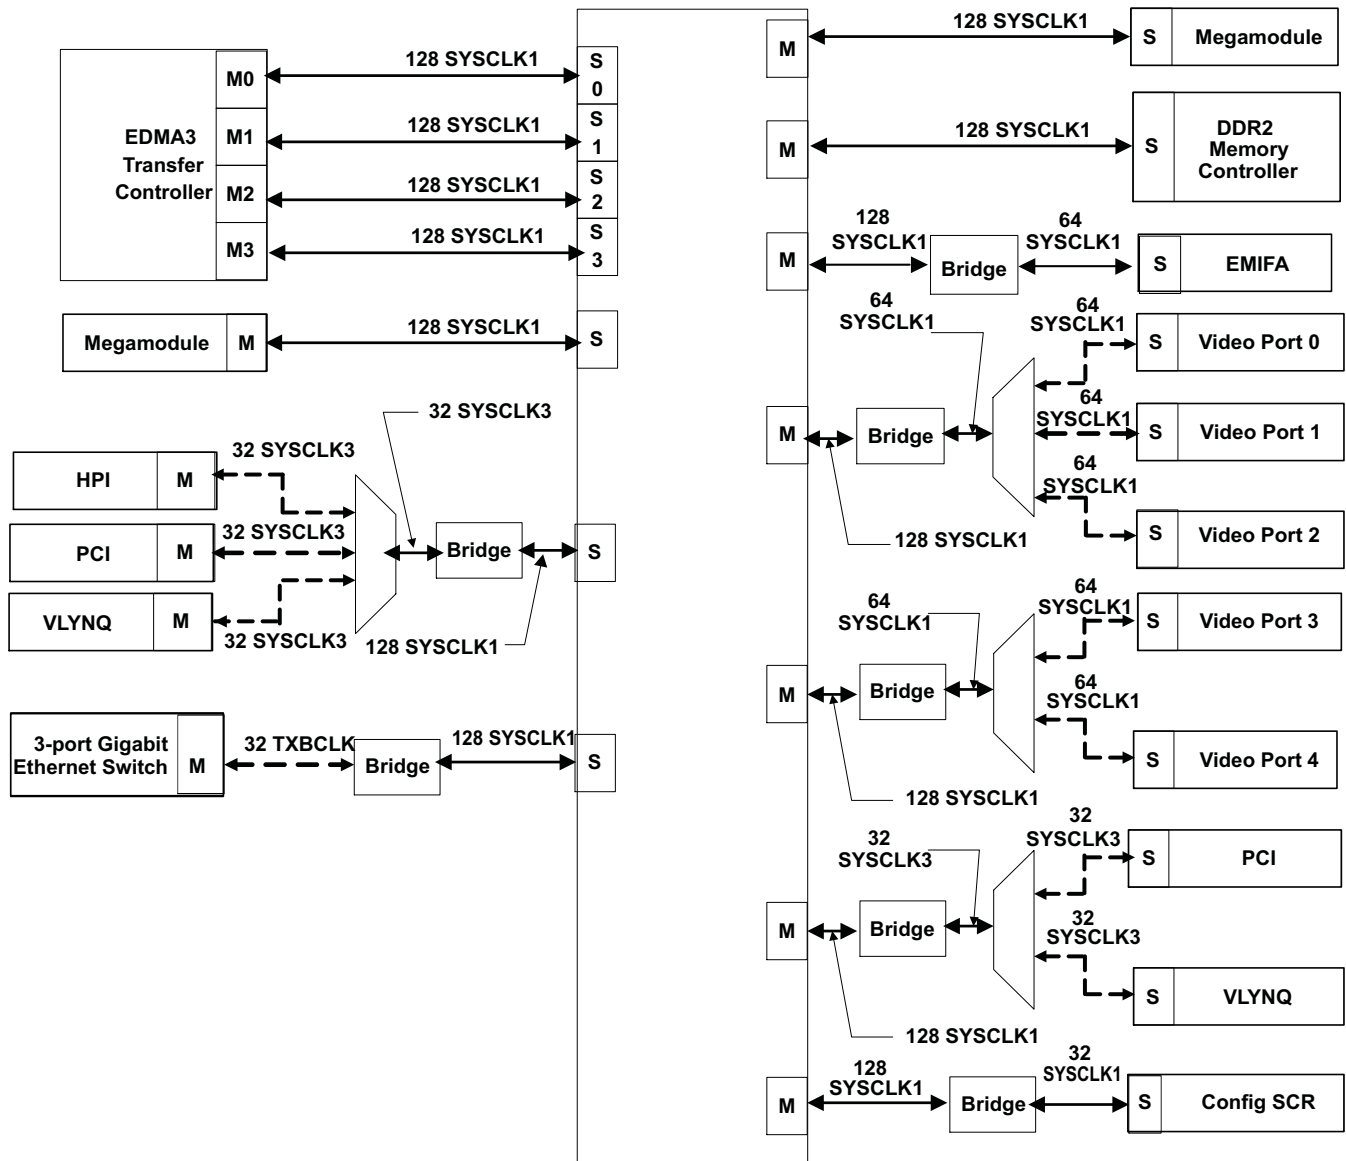 EDMA3
Transfer
Controller
M0
M1
M2
M3
128 SYSCLK1
128 SYSCLK1
128 SYSCLK1
128 SYSCLK1
S
0
S
1
S
2
S
3
Megamodule
M
128 SYSCLK1
S
HPI
M
32 SYSCLK3
PCI
M
32 SYSCLK3
VLYNQ
M
32 SYSCLK3
32 SYSCLK3
Bridge
128 SYSCLK1
S
3-port Gigabit
Ethernet Switch
M
32 TXBCLK
Bridge
128 SYSCLK1
S
M
128 SYSCLK1
S
Megamodule
M
128 SYSCLK1
S
DDR2
Memory
Controller
M
128
SYSCLK1
Bridge
64
SYSCLK1
S
EMIFA
M
128 SYSCLK1
Bridge
64
SYSCLK1
64
SYSCLK1
S
Video Port 0
64
SYSCLK1
S
Video Port 1
64
SYSCLK1
S
Video Port 2
M
128 SYSCLK1
Bridge
64
SYSCLK1
64
SYSCLK1
S
Video Port 3
64
SYSCLK1
S
Video Port 4
M
128 SYSCLK1
Bridge
32
SYSCLK3
32
SYSCLK3
S
PCI
32
SYSCLK3
S
VLYNQ
M
128
SYSCLK1
Bridge
32
SYSCLK1
S
Config SCR